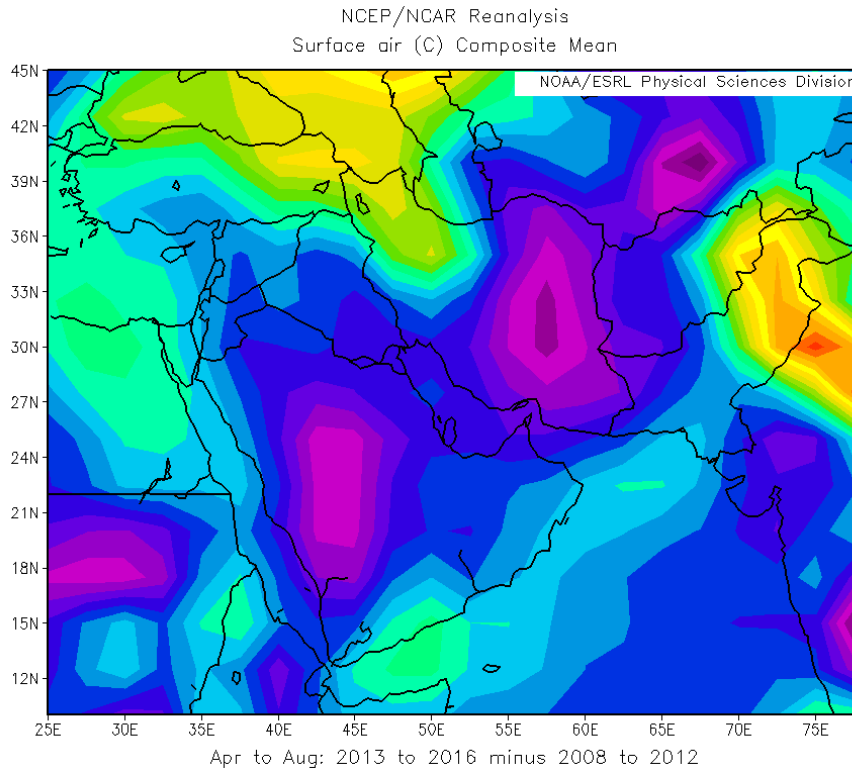 NCEP/NCAR Reanalysis
Surface air (C) Composite Mean
NOAA/ESRL Physical Sciences Division
45N
42N
39N
36N
33N
30N
27N
24N
21N
18N
15N
12N
25E 30E 35E 40E 45E 50E 55E 60E 65E 70E 75E
Apr to Aug: 2013 to 2016 minus 2008 to 2012